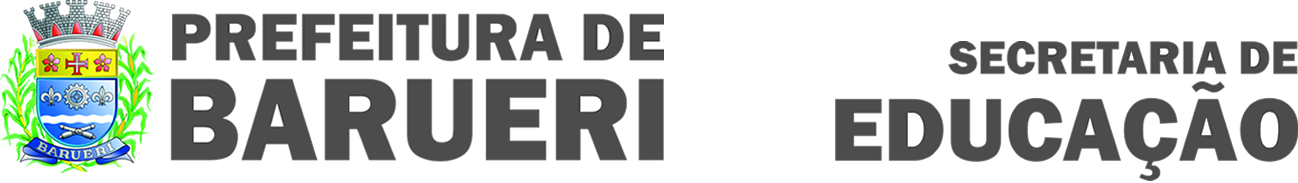 PREFEITURA DE
BARUERI
BARUERI
SECRETARIA DE
EDUCAÇÃO